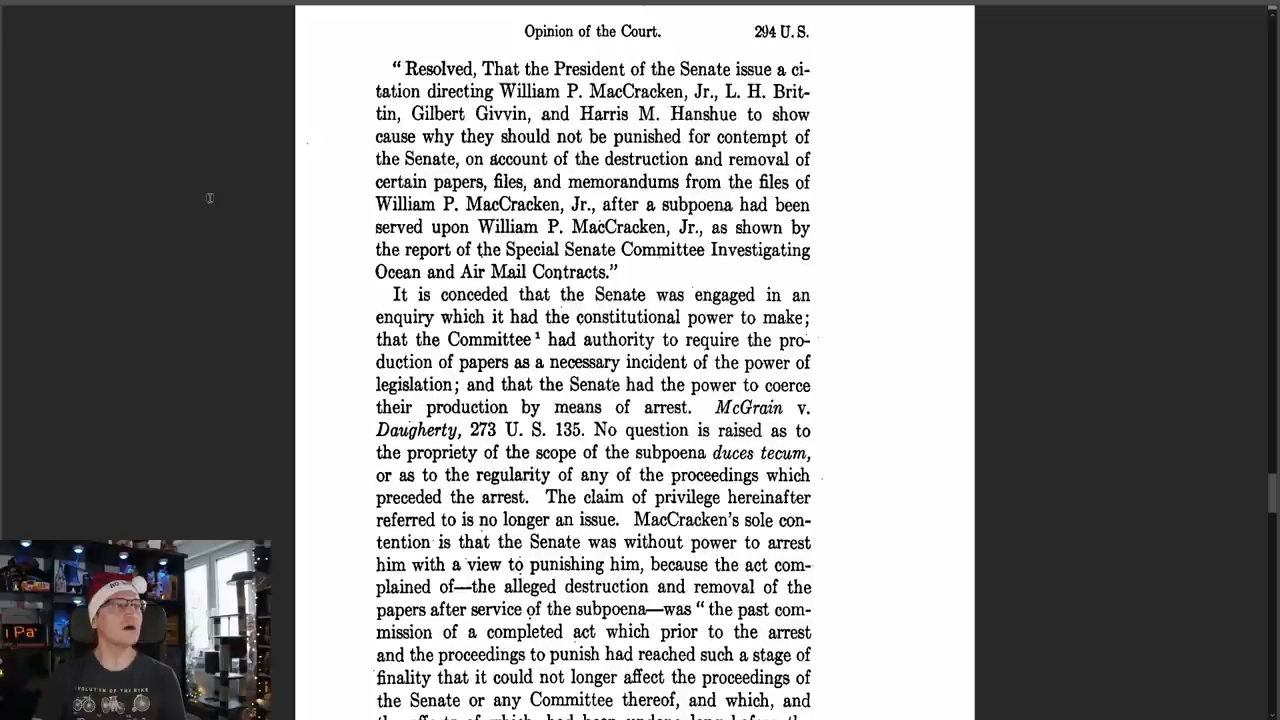 Opinion of the Court. 294 U.S.
“ Resolved, That the President of the Senate issue a ci-
tation directing William P. MacCracken, Jr., L. H. Brit-
tin, Gilbert Givvin, and Harris M. Hanshue to show
cause why they should not be punished for contempt of
the Senate, on account of the destruction and removal of
certain papers, files, and memorandums from the files of
William P. MacCracken, Jr., after a subpoena had been
served upon William P. MacCracken, Jr., as shown by
the report of the Special Senate Committee Investigating
Ocean and Air Mail Contracts.”
It is conceded that the Senate was engaged in an
enquiry which it had the constitutional power to make;
that the Committee¹ had authority to require the pro-
duction of papers as a necessary incident of the power of
legislation; and that the Senate had the power to coerce
their production by means of arrest. McGrain v.
Daugherty, 273 U. S. 135. No question is raised as to
the propriety of the scope of the subpoena duces tecum,
or as to the regularity of any of the proceedings which
preceded the arrest. The claim of privilege hereinafter
referred to is no longer an issue. MacCracken's sole con-
tention is that the Senate was without power to arrest
him with a view to punishing him, because the act com-
plained of—the alleged destruction and removal of the
papers after service of the subpoena—was “ the past com-
mission of a completed act which prior to the arrest
and the proceedings to punish had reached such a stage of
finality that it could not longer affect the proceedings of
the Senate or any Committee thereof, and which, and
Pa